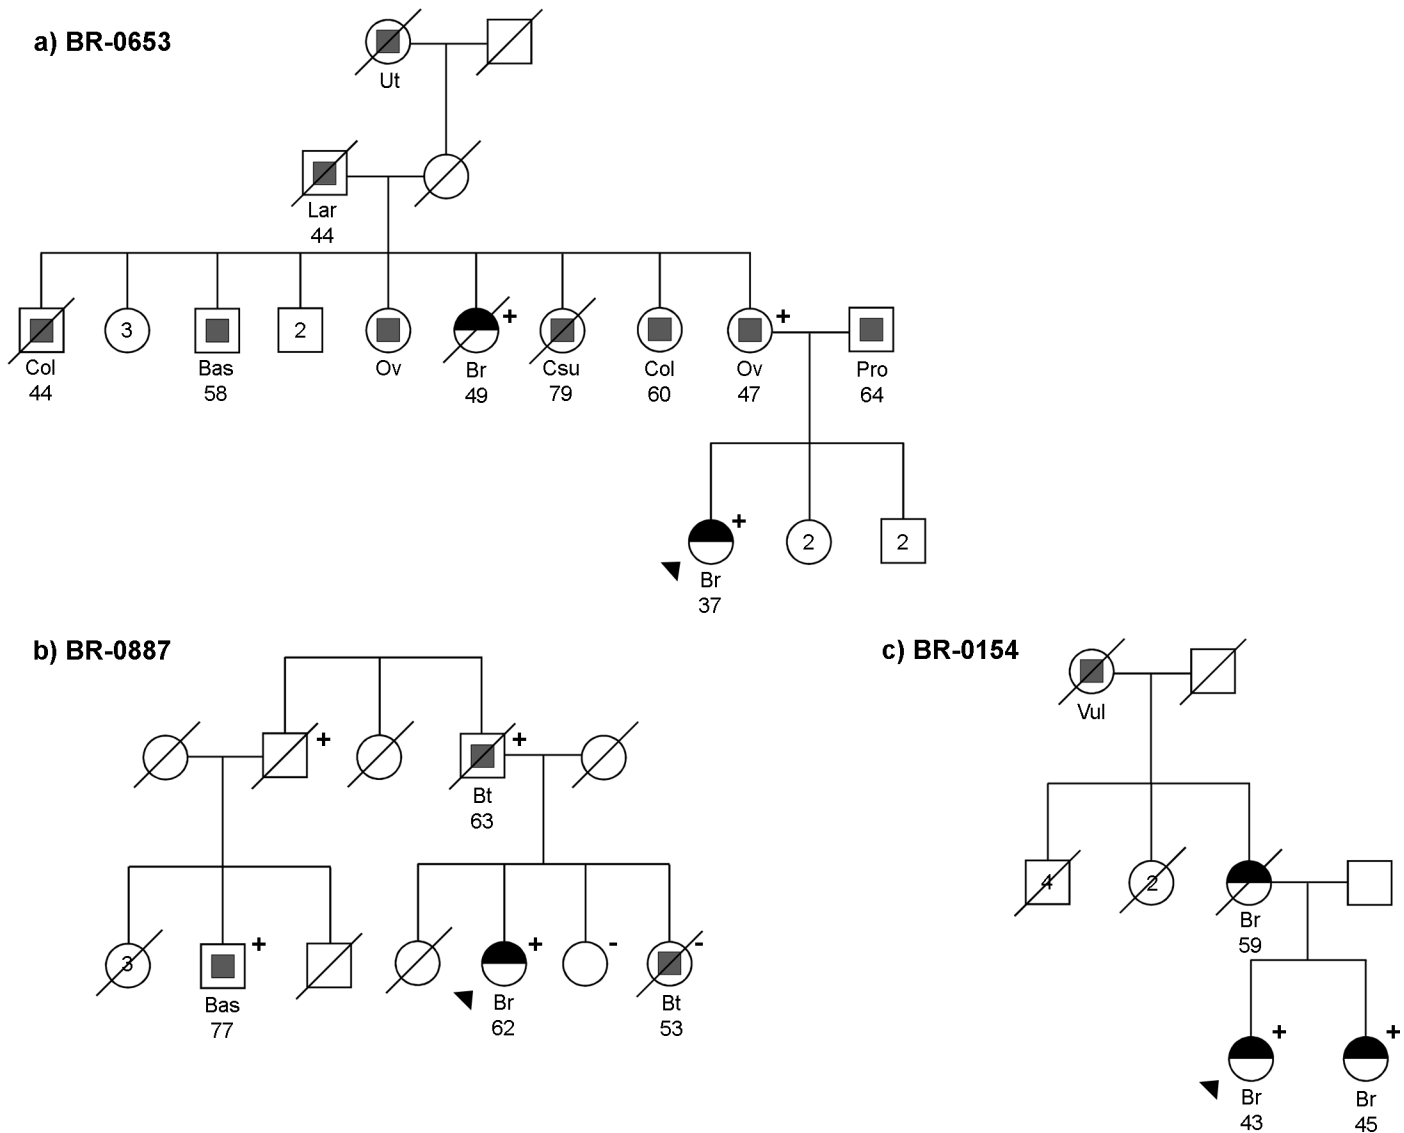 a) BR-0653
Ut
Lar
44
3
2
+
+
Col
Bas
Ov
Br
Csu
Col
Ov
Pro
44
58
49
79
60
47
64
+
2
2
Br
37
b) BR-0887
+
+
Bt
63
3
+
+
-
-
Bas
77
Br
62
Bt
53
c) BR-0154
Vul
4
2
Br
59
+
+
Br
43
Br
45